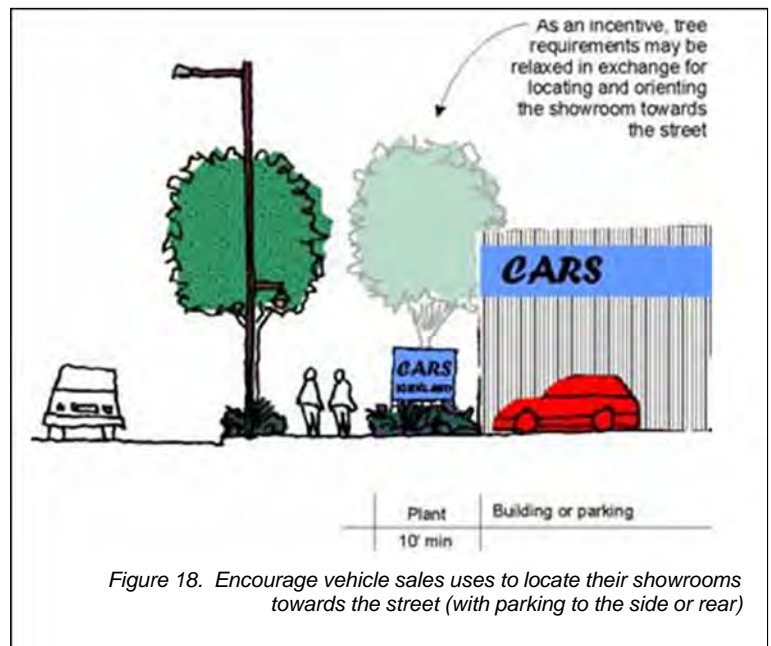 As an incentive, tree
requirements may be
relaxed in exchange for
locating and orienting
the showroom towards
the street
CARS
CARS
Plant
Building or parking
10' min
Figure 18. Encourage vehicle sales uses to locate their showrooms
towards the street (with parking to the side or rear)